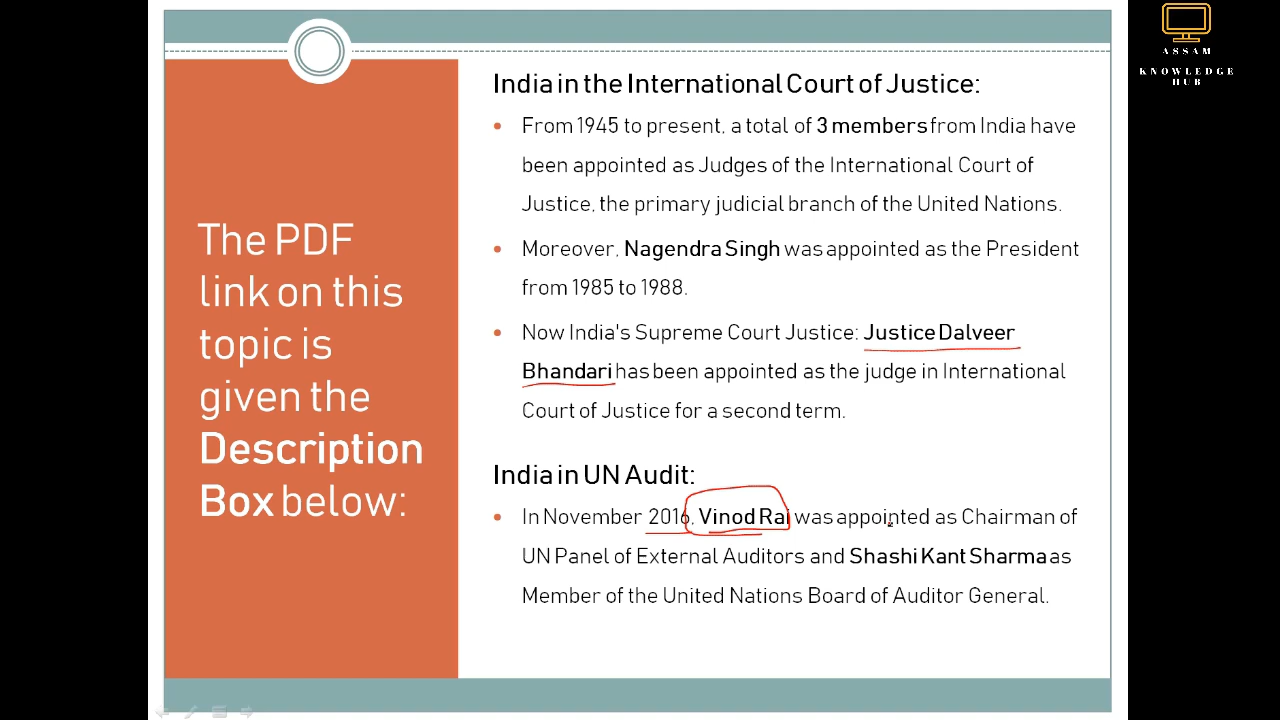 The PDF
link on this
topic is
given the
Description
Box below:
India in the International Court of Justice:
• From 1945 to present, a total of 3 members from India have
been appointed as Judges of the International Court of
Justice, the primary judicial branch of the United Nations.
• Moreover, Nagendra Singh was appointed as the President
from 1985 to 1988.
• Now India's Supreme Court Justice: Justice Dalveer
Bhandari has been appointed as the judge in International
Court of Justice for a second term.
India in UN Audit:
• In November 2016, Vinod Rai was appointed as Chairman of
UN Panel of External Auditors and Shashi Kant Sharma as
Member of the United Nations Board of Auditor General.
ASSAM
KNOWLEDGE
HUB